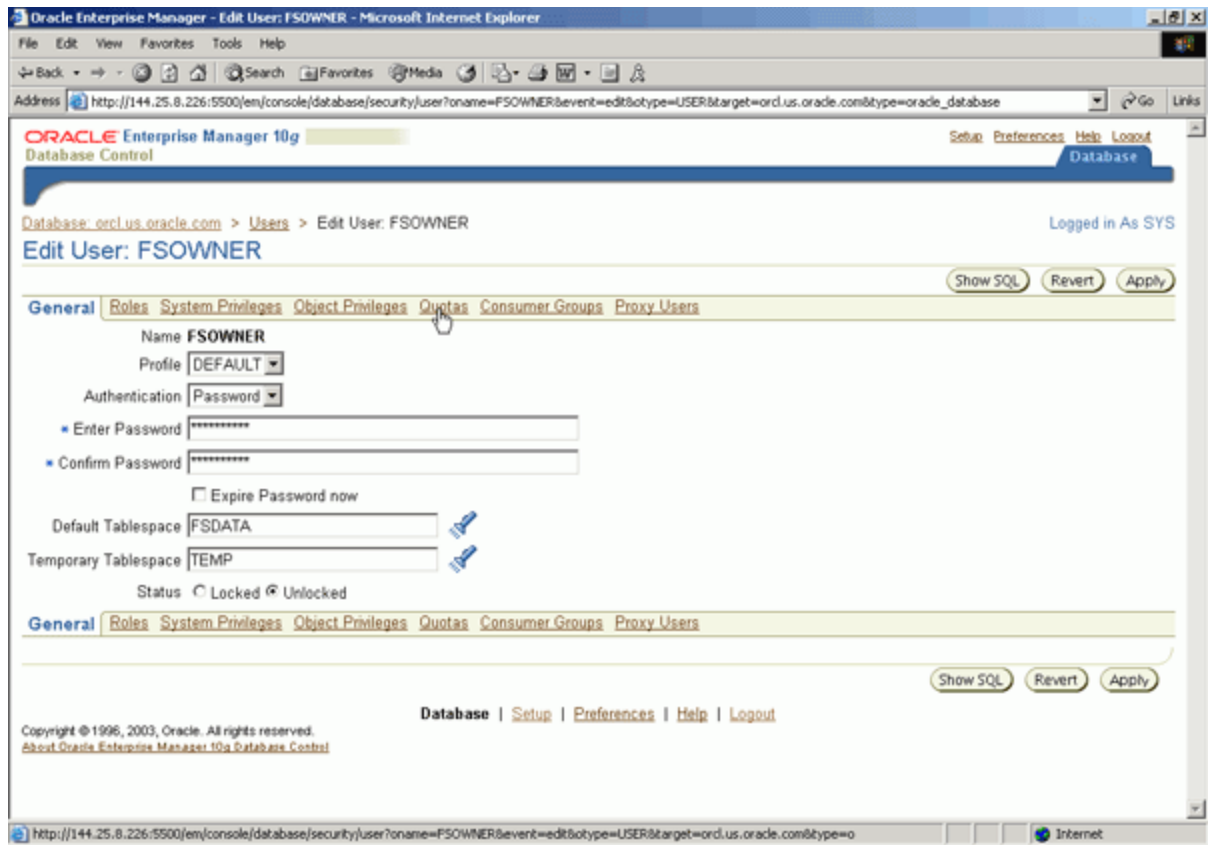 Oracle Enterprise Manager - Edit User: FSOWNER - Microsoft Internet Explorer
File Edit View Favorites Tools Help
Back Search Favorites Media
Address http://144.25.8.226:5500/em/console/database/security/user?oname=FSOWNER&event=edit&otype=USER&target=orcl.us.oracle.com&type=oracle_database Go Links
ORACLE Enterprise Manager 10g
Setup Preferences Help Logout
Database Control
Database
Database: orcl.us.oracle.com > Users > Edit User: FSOWNER
Logged in As SYS
Edit User: FSOWNER
Show SQL Revert Apply
General Roles System Privileges Object Privileges Quotas Consumer Groups Proxy Users
Name FSOWNER
Profile DEFAULT
Authentication Password
* Enter Password **********
* Confirm Password **********
Expire Password now
Default Tablespace FSDATA
Temporary Tablespace TEMP
Status Locked Unlocked
General Roles System Privileges Object Privileges Quotas Consumer Groups Proxy Users
Show SQL Revert Apply
Database | Setup | Preferences | Help | Logout
Copyright © 1996, 2003, Oracle. All rights reserved.
About Oracle Enterprise Manager 10g Database Control
http://144.25.8.226:5500/em/console/database/security/user?oname=FSOWNER&event=edit&otype=USER&target=orcl.us.oracle.com&type=o
Internet